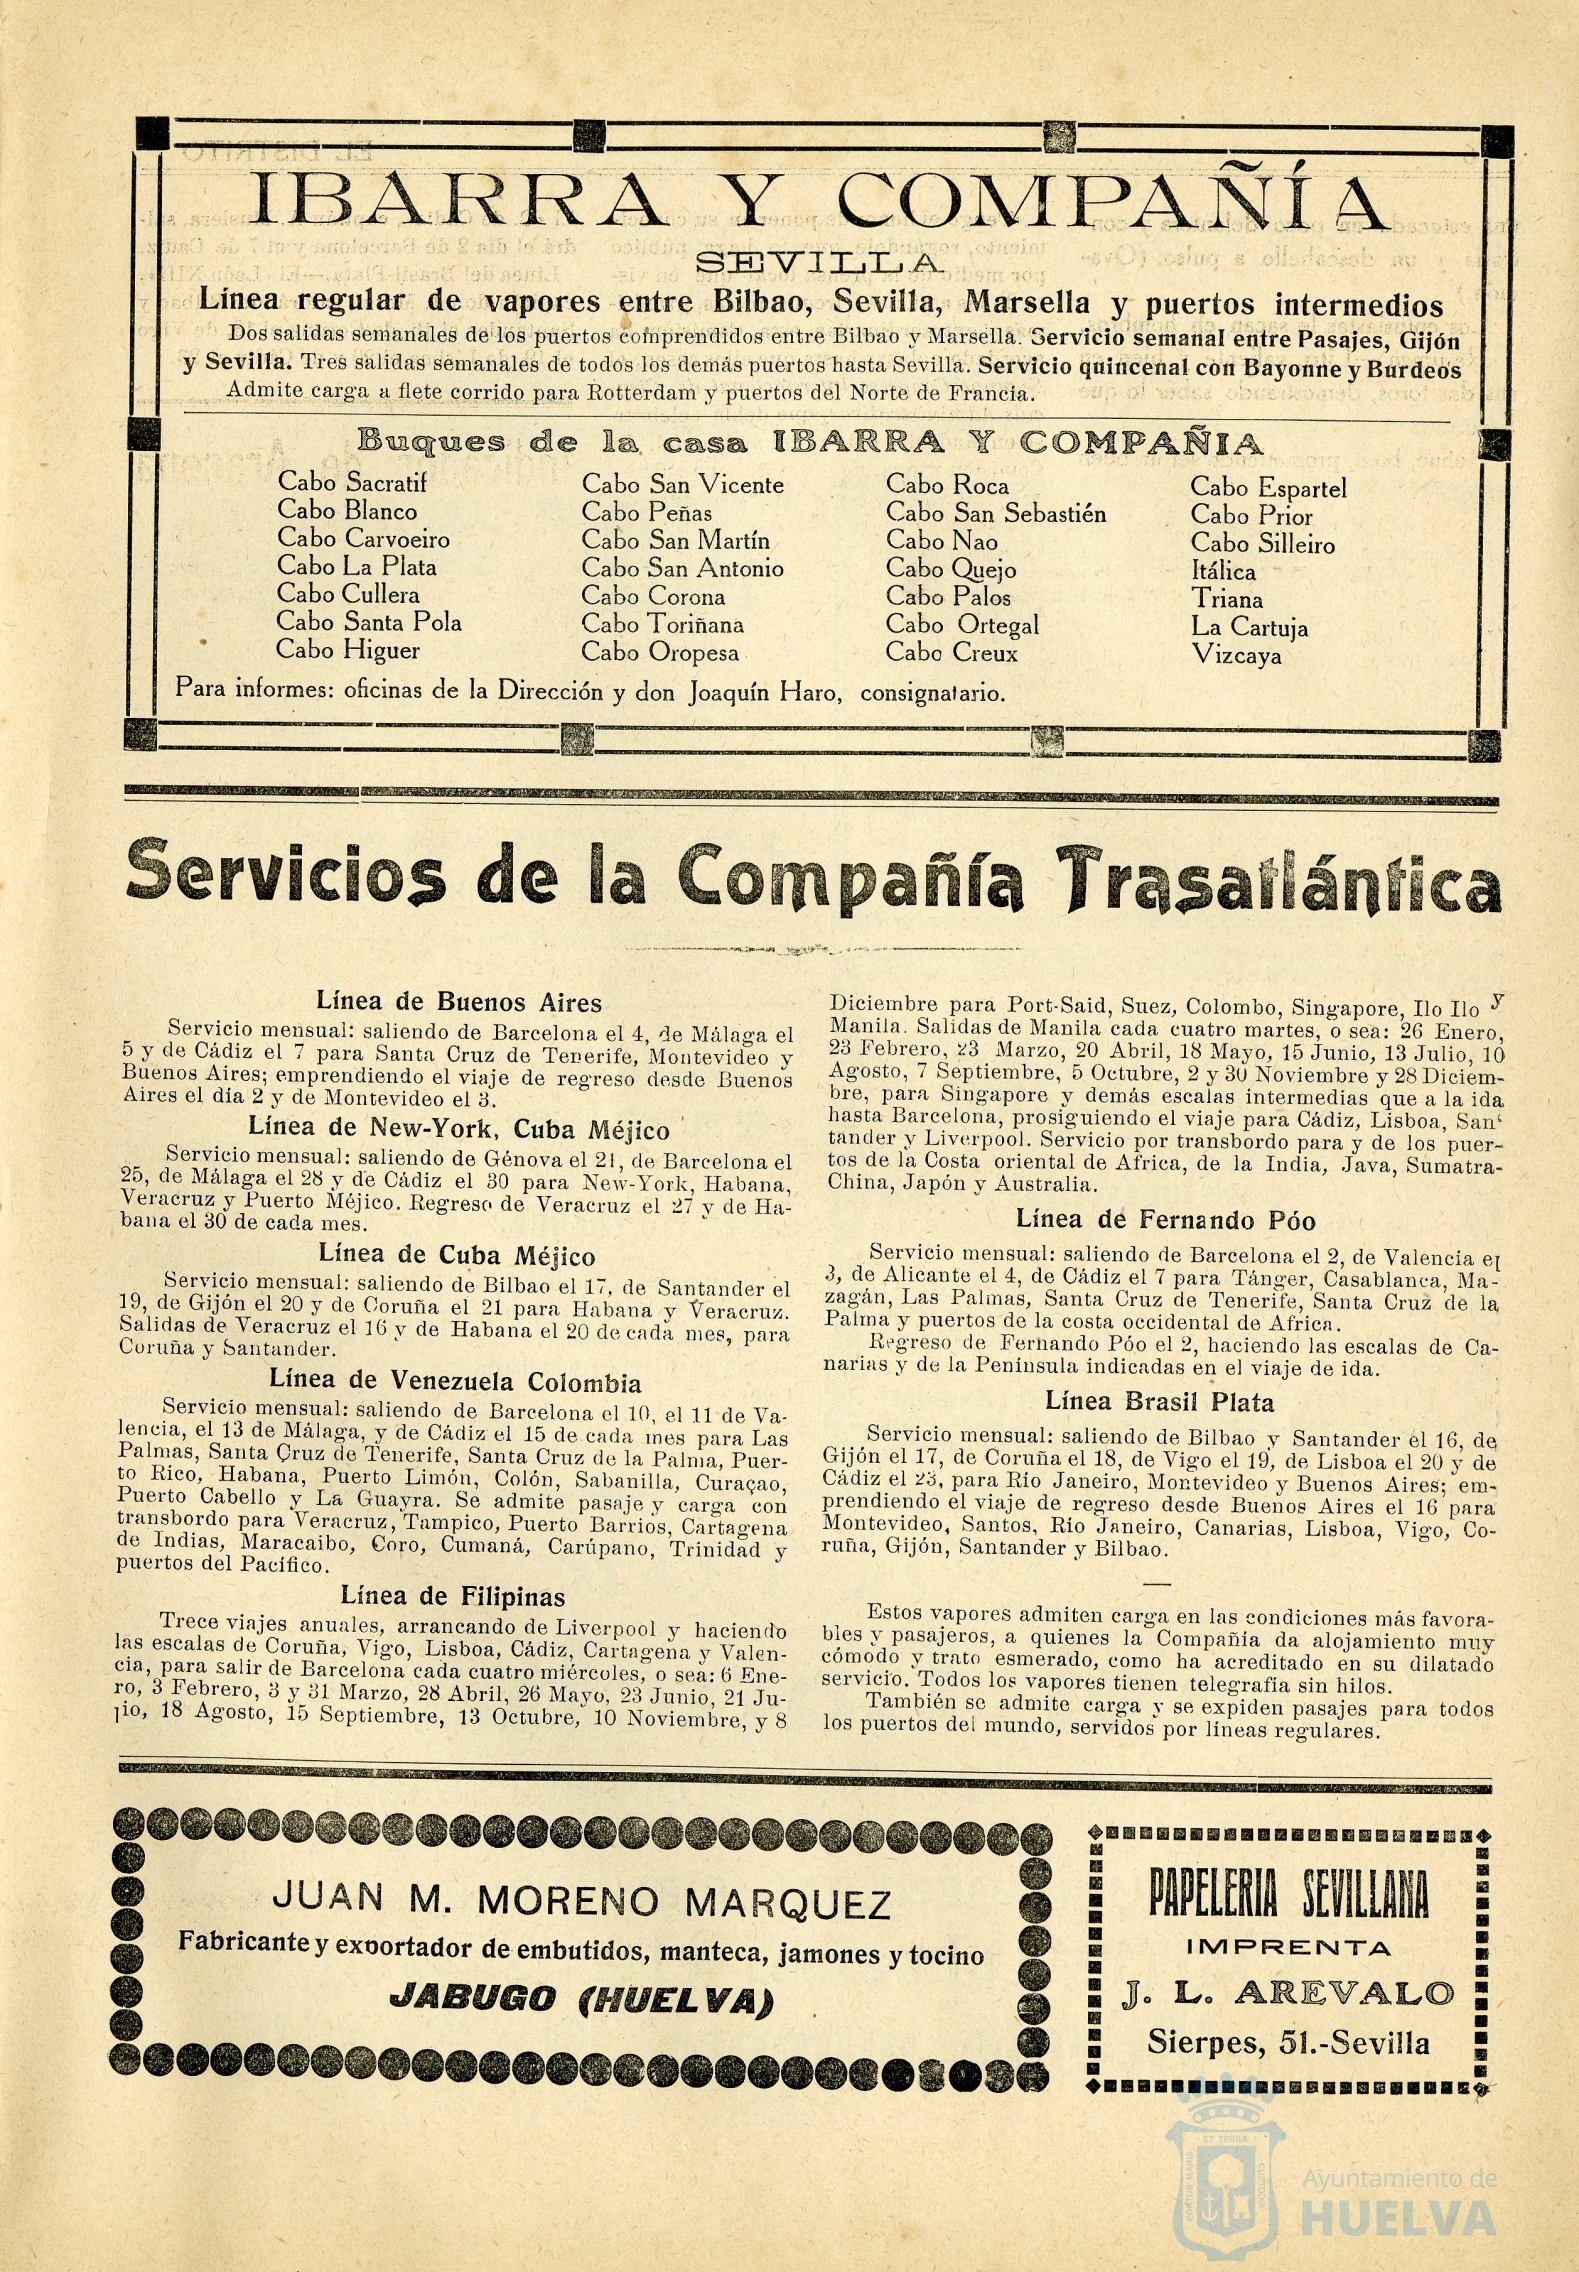 IBARRA Y COMPAÑÍA
SEVILLA
Línea regular de vapores entre Bilbao, Sevilla, Marsella y puertos intermedios
Dos salidas semanales de los puertos comprendidos entre Bilbao y Marsella. Servicio semanal entre Pasajes, Gijón
y Sevilla. Tres salidas semanales de todos los demás puertos hasta Sevilla. Servicio quincenal con Bayonne y Burdeos
Admite carga a flete corrido para Rotterdam y puertos del Norte de Francia.
Buques de la casa IBARRA Y COMPAÑIA
Cabo Sacratif
Cabo Blanco
Cabo Carvoeiro
Cabo La Plata
Cabo Cullera
Cabo Santa Pola
Cabo Higuer
Cabo San Vicente
Cabo Peñas
Cabo San Martín
Cabo San Antonio
Cabo Corona
Cabo Toriñana
Cabo Oropesa
Cabo Roca
Cabo San Sebastién
Cabo Nao
Cabo Quejo
Cabo Palos
Cabo Ortegal
Cabo Creux
Cabo Espartel
Cabo Prior
Cabo Silleiro
Itálica
Triana
La Cartuja
Vizcaya
Para informes: oficinas de la Dirección y don Joaquín Haro, consignatario.
Servicios de la Compañía Trasatlántica
Línea de Buenos Aires
Servicio mensual: saliendo de Barcelona el 4, de Málaga el
5 y de Cádiz el 7 para Santa Cruz de Tenerife, Montevideo y
Buenos Aires; emprendiendo el viaje de regreso desde Buenos
Aires el día 2 y de Montevideo el 3.
Línea de New-York, Cuba Méjico
Servicio mensual: saliendo de Génova el 21, de Barcelona el
25, de Málaga el 28 y de Cádiz el 30 para New-York, Habana,
Veracruz y Puerto Méjico. Regreso de Veracruz el 27 y de Ha-
bana el 30 de cada mes.
Línea de Cuba Méjico
Servicio mensual: saliendo de Bilbao el 17, de Santander el
19, de Gijón el 20 y de Coruña el 21 para Habana y Veracruz.
Salidas de Veracruz el 16 y de Habana el 20 de cada mes, para
Coruña y Santander.
Línea de Venezuela Colombia
Servicio mensual: saliendo de Barcelona el 10, el 11 de Va-
lencia, el 13 de Málaga, y de Cádiz el 15 de cada mes para Las
Palmas, Santa Cruz de Tenerife, Santa Cruz de la Palma, Puer-
to Rico, Habana, Puerto Limón, Colón, Sabanilla, Curaçao,
Puerto Cabello y La Guayra. Se admite pasaje y carga con
transbordo para Veracruz, Tampico, Puerto Barrios, Cartagena
de Indias, Maracaibo, Coro, Cumaná, Carúpano, Trinidad y
puertos del Pacífico.
Línea de Filipinas
Trece viajes anuales, arrancando de Liverpool y haciendo
las escalas de Coruña, Vigo, Lisboa, Cádiz, Cartagena y Valen-
cia, para salir de Barcelona cada cuatro miércoles, o sea: 6 Ene-
ro, 3 Febrero, 3 y 31 Marzo, 28 Abril, 26 Mayo, 23 Junio, 21 Ju-
lio, 18 Agosto, 15 Septiembre, 13 Octubre, 10 Noviembre, y 8
Diciembre para Port-Said, Suez, Colombo, Singapore, Ilo Ilo y
Manila. Salidas de Manila cada cuatro martes, o sea: 26 Enero,
23 Febrero, 23 Marzo, 20 Abril, 18 Mayo, 15 Junio, 13 Julio, 10
Agosto, 7 Septiembre, 5 Octubre, 2 y 30 Noviembre y 28 Diciem-
bre, para Singapore y demás escalas intermedias que a la ida
hasta Barcelona, prosiguiendo el viaje para Cádiz, Lisboa, San-
tander y Liverpool. Servicio por transbordo para y de los puer-
tos de la Costa oriental de Africa, de la India, Java, Sumatra-
China, Japón y Australia.
Línea de Fernando Póo
Servicio mensual: saliendo de Barcelona el 2, de Valencia el
3, de Alicante el 4, de Cádiz el 7 para Tánger, Casablanca, Ma-
zagán, Las Palmas, Santa Cruz de Tenerife, Santa Cruz de la
Palma y puertos de la costa occidental de Africa.
Regreso de Fernando Póo el 2, haciendo las escalas de Ca-
narias y de la Península indicadas en el viaje de ida.
Línea Brasil Plata
Servicio mensual: saliendo de Bilbao y Santander el 16, de
Gijón el 17, de Coruña el 18, de Vigo el 19, de Lisboa el 20 y de
Cádiz el 23, para Río Janeiro, Montevideo y Buenos Aires; em-
prendiendo el viaje de regreso desde Buenos Aires el 16 para
Montevideo, Santos, Río Janeiro, Canarias, Lisboa, Vigo, Co-
ruña, Gijón, Santander y Bilbao.
Estos vapores admiten carga en las condiciones más favora-
bles y pasajeros, a quienes la Compañía da alojamiento muy
cómodo y trato esmerado, como ha acreditado en su dilatado
servicio. Todos los vapores tienen telegrafía sin hilos.
También se admite carga y se expiden pasajes para todos
los puertos del mundo, servidos por líneas regulares.
JUAN M. MORENO MARQUEZ
Fabricante y exportador de embutidos, manteca, jamones y tocino
JABUGO (HUELVA)
PAPELERIA SEVILLANA
IMPRENTA
J. L. AREVALO
Sierpes, 51.-Sevilla
Ayuntamiento de
HUELVA